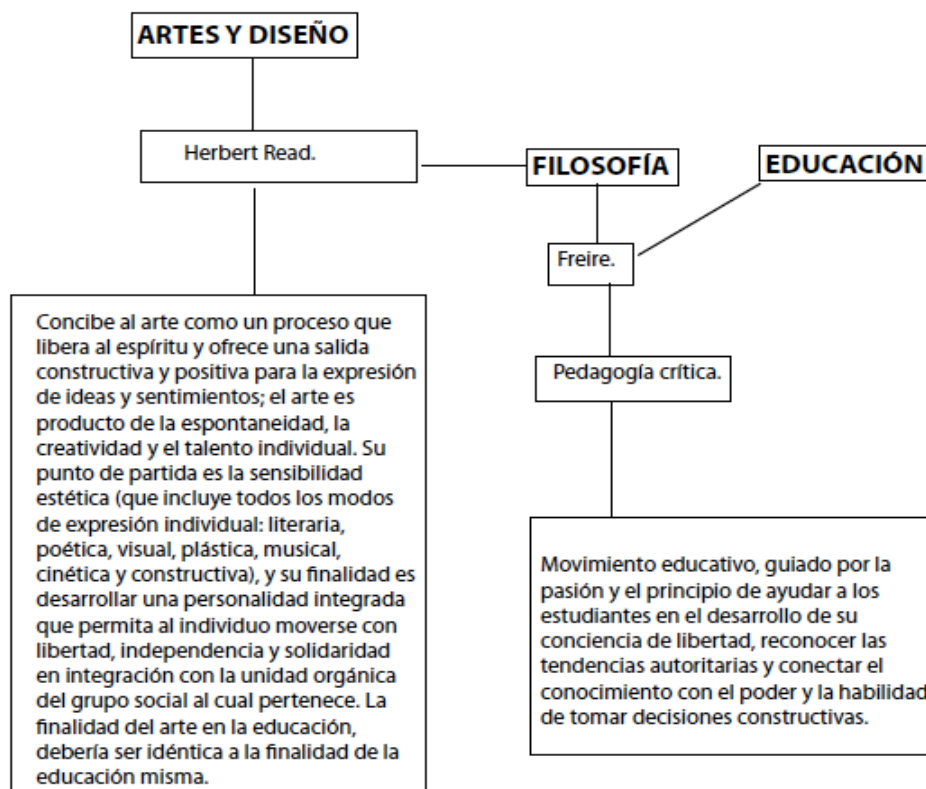 ARTES Y DISEÑO
Herbert Read.
FILOSOFÍA
EDUCACIÓN
Freire.
Concibe al arte como un proceso que
libera al espíritu y ofrece una salida
constructiva y positiva para la expresión
de ideas y sentimientos; el arte es
producto de la espontaneidad, la
creatividad y el talento individual. Su
punto de partida es la sensibilidad
estética (que incluye todos los modos
de expresión individual: literaria,
poética, visual, plástica, musical,
cinética y constructiva), y su finalidad es
desarrollar una personalidad integrada
que permita al individuo moverse con
libertad, independencia y solidaridad
en integración con la unidad orgánica
del grupo social al cual pertenece. La
finalidad del arte en la educación,
debería ser idéntica a la finalidad de la
educación misma.
Pedagogía crítica.
Movimiento educativo, guiado por la
pasión y el principio de ayudar a los
estudiantes en el desarrollo de su
conciencia de libertad, reconocer las
tendencias autoritarias y conectar el
conocimiento con el poder y la habilidad
de tomar decisiones constructivas.